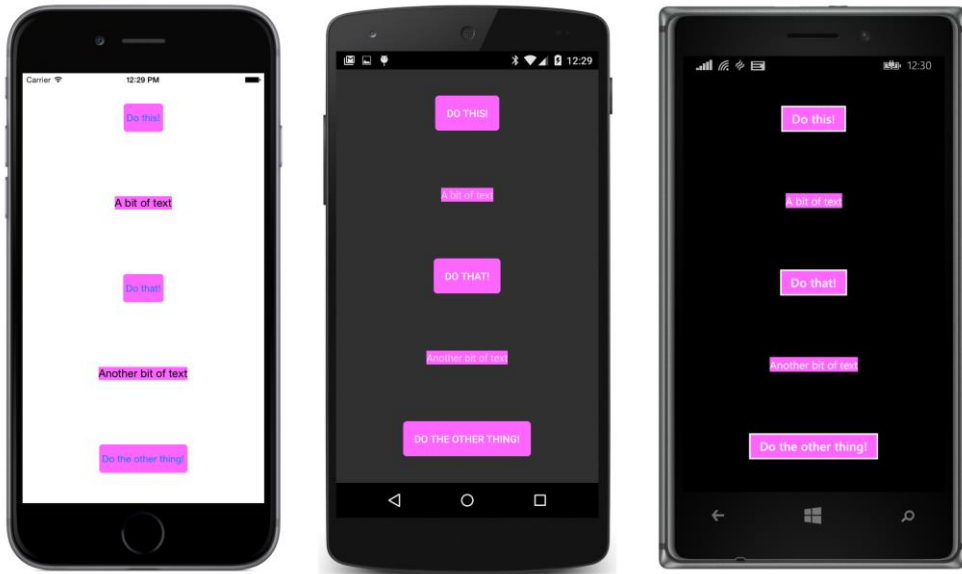 Carrier 12:29 PM
Do this!
A bit of text
Do that!
Another bit of text
Do the other thing!
12:29
DO THIS!
A bit of text
DO THAT!
Another bit of text
DO THE OTHER THING!
12:30
Do this!
A bit of text
Do that!
Another bit of text
Do the other thing!